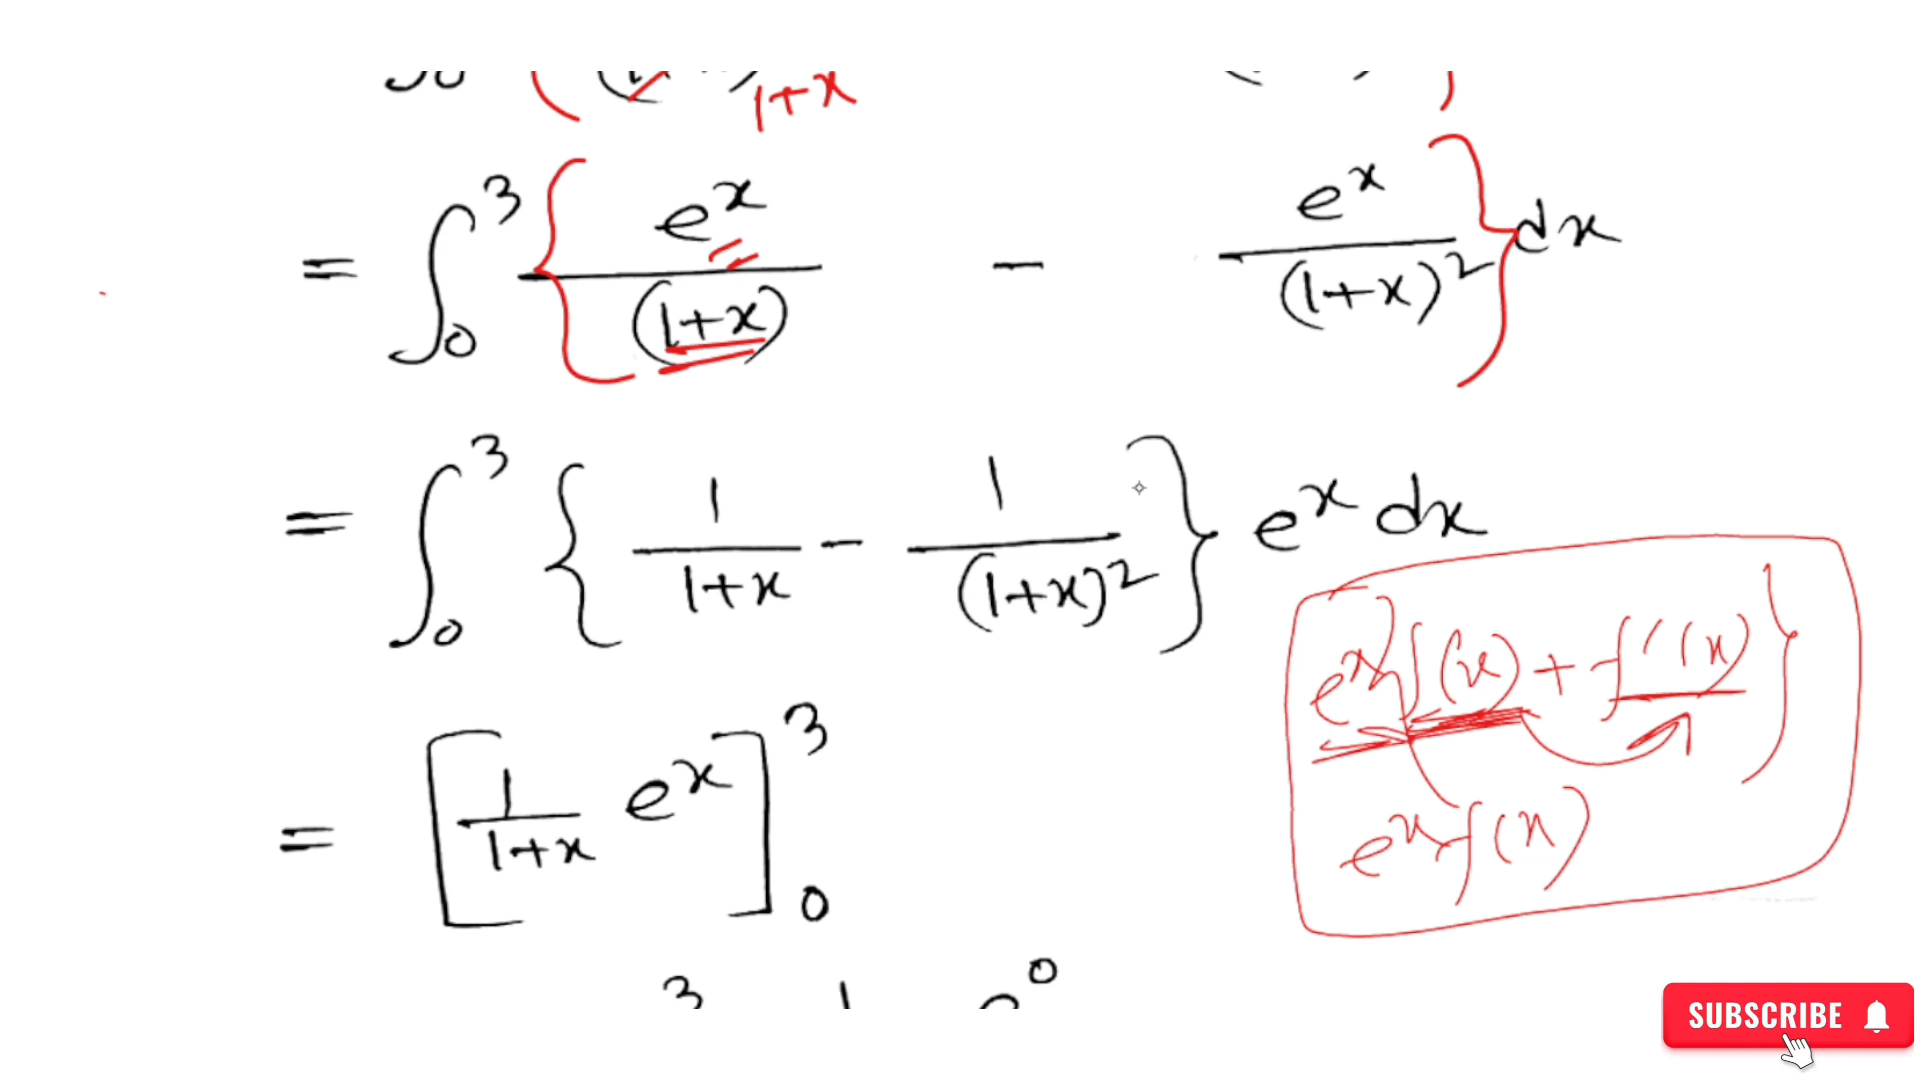 1+x
= ∫₀³ { eˣ/(1+x) - eˣ/(1+x)² } dx
= ∫₀³ { 1/(1+x) - 1/(1+x)² } eˣ dx
eˣ{f(x) + f′(x)}
eˣf(x)
= [ 1/(1+x) eˣ ]₀³
SUBSCRIBE